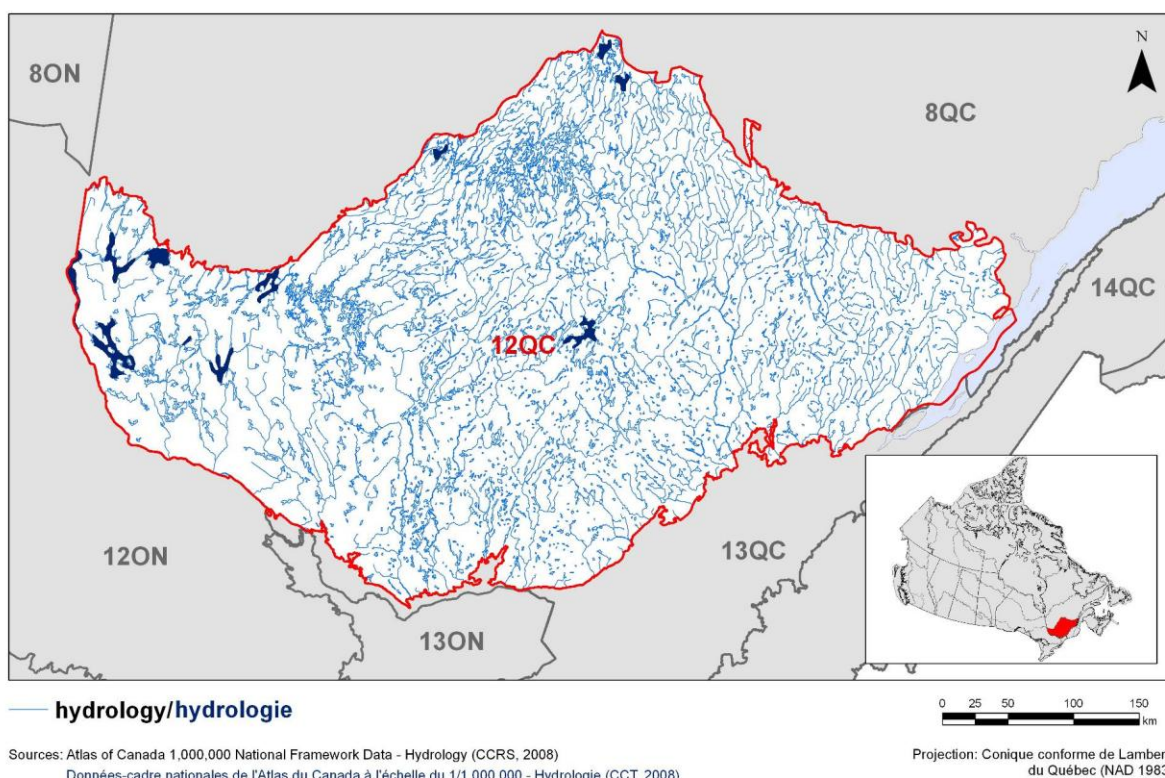 8ON
N
8QC
14QC
12QC
12ON
13QC
13ON
hydrology/hydrologie
0 25 50 100 150
km
Sources: Atlas of Canada 1,000,000 National Framework Data - Hydrology (CCRS, 2008)
Données-cadre nationales de l'Atlas du Canada à l'échelle du 1/1 000 000 - Hydrologie (CCT, 2008)
Projection: Conique conforme de Lamber
du Québec (NAD 1983